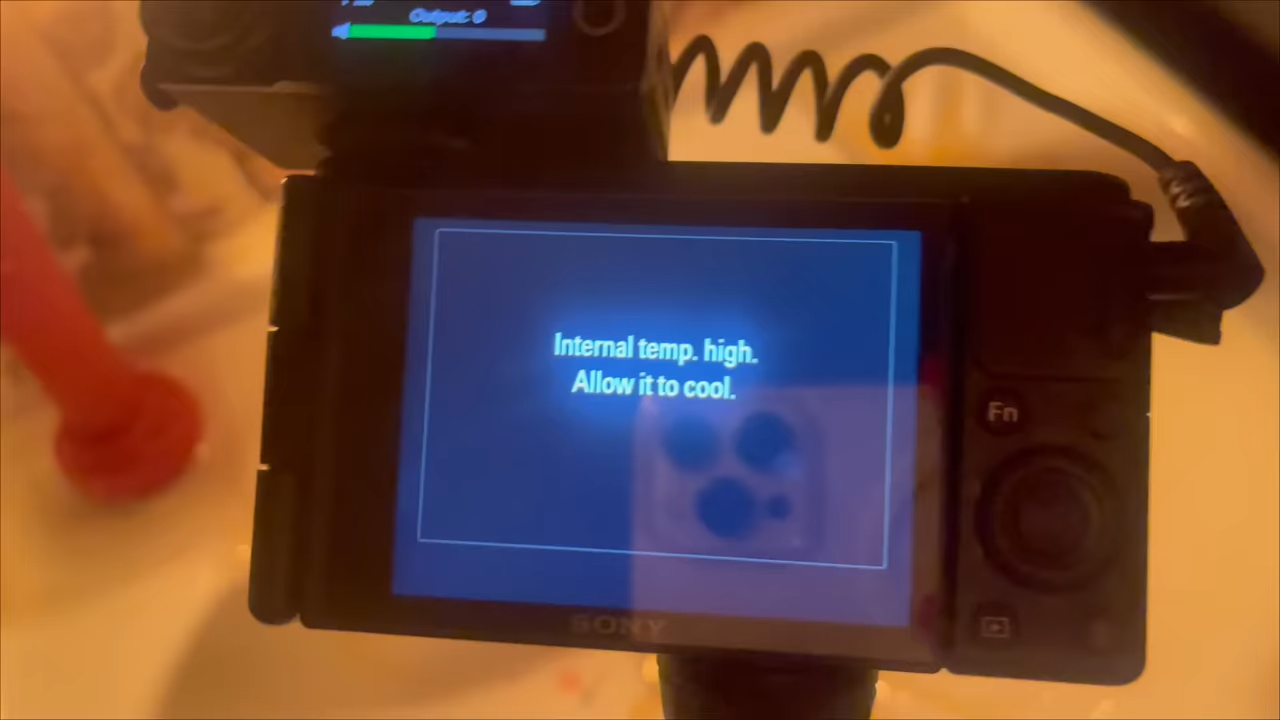 Output: 0
Internal temp. high.
Allow it to cool.
Fn
SONY